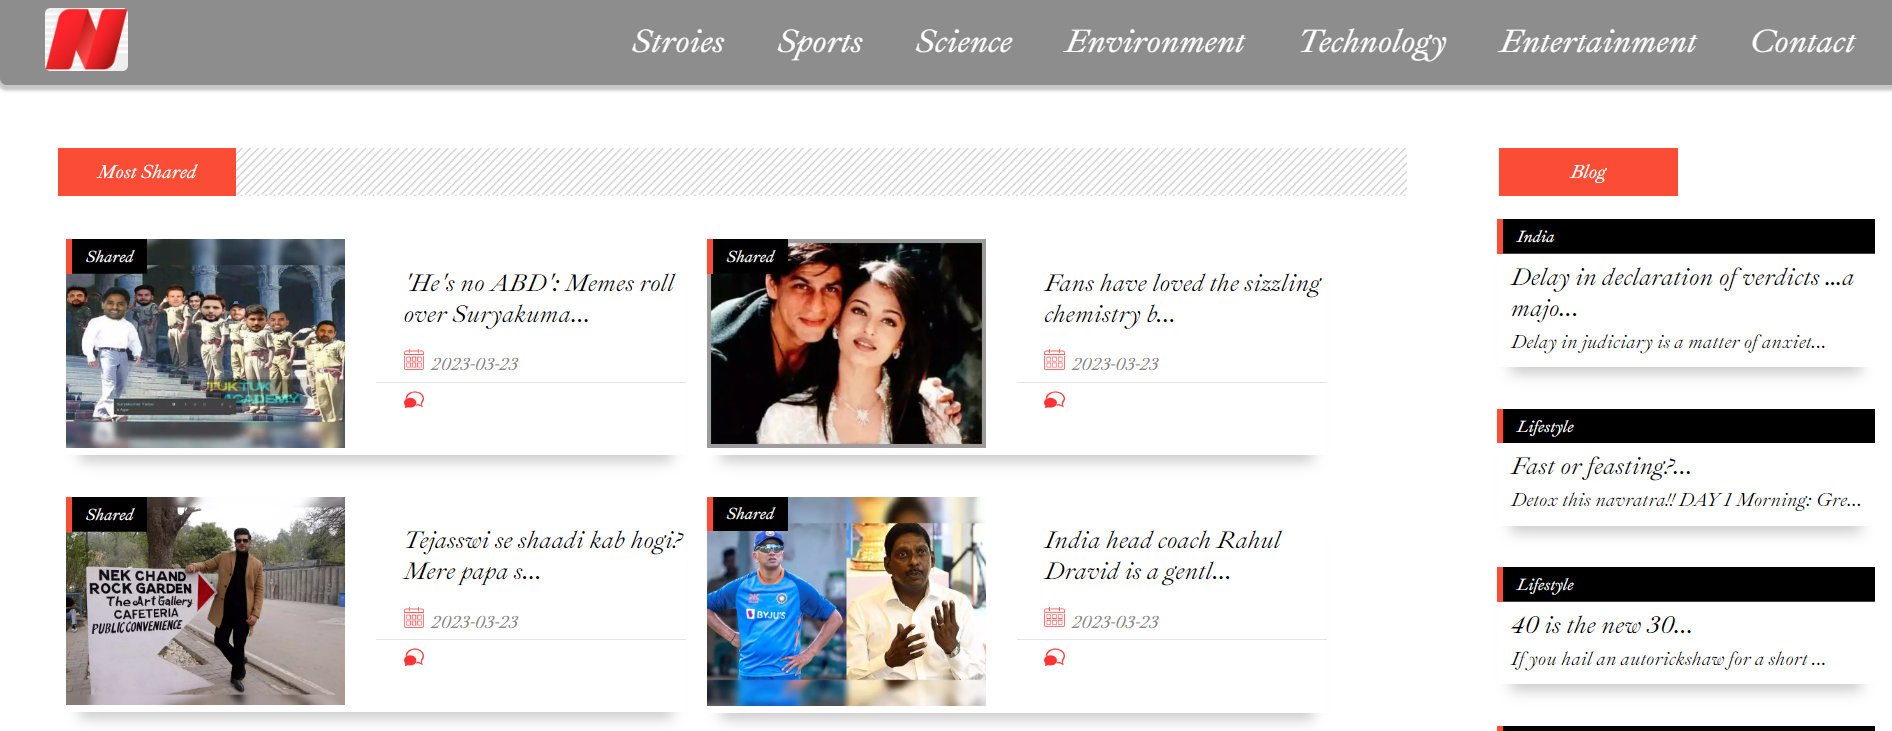 Stroies Sports Science Environment Technology Entertainment Contact
Most Shared
Shared
TUK TUK
ACADEMY
'He's no ABD': Memes roll
over Suryakuma...
2023-03-23
Shared
Fans have loved the sizzling
chemistry b...
2023-03-23
Shared
NEK CHAND
ROCK GARDEN
The Art Gallery
CAFETERIA
PUBLIC CONVENIENCE
Tejasswi se shaadi kab hogi?
Mere papa s...
2023-03-23
Shared
BYJU'S
India head coach Rahul
Dravid is a gentl...
2023-03-23
Blog
India
Delay in declaration of verdicts ...a
majo...
Delay in judiciary is a matter of anxiet...
Lifestyle
Fast or feasting?...
Detox this navratra!! DAY 1 Morning: Gre...
Lifestyle
40 is the new 30...
If you hail an autorickshaw for a short ...